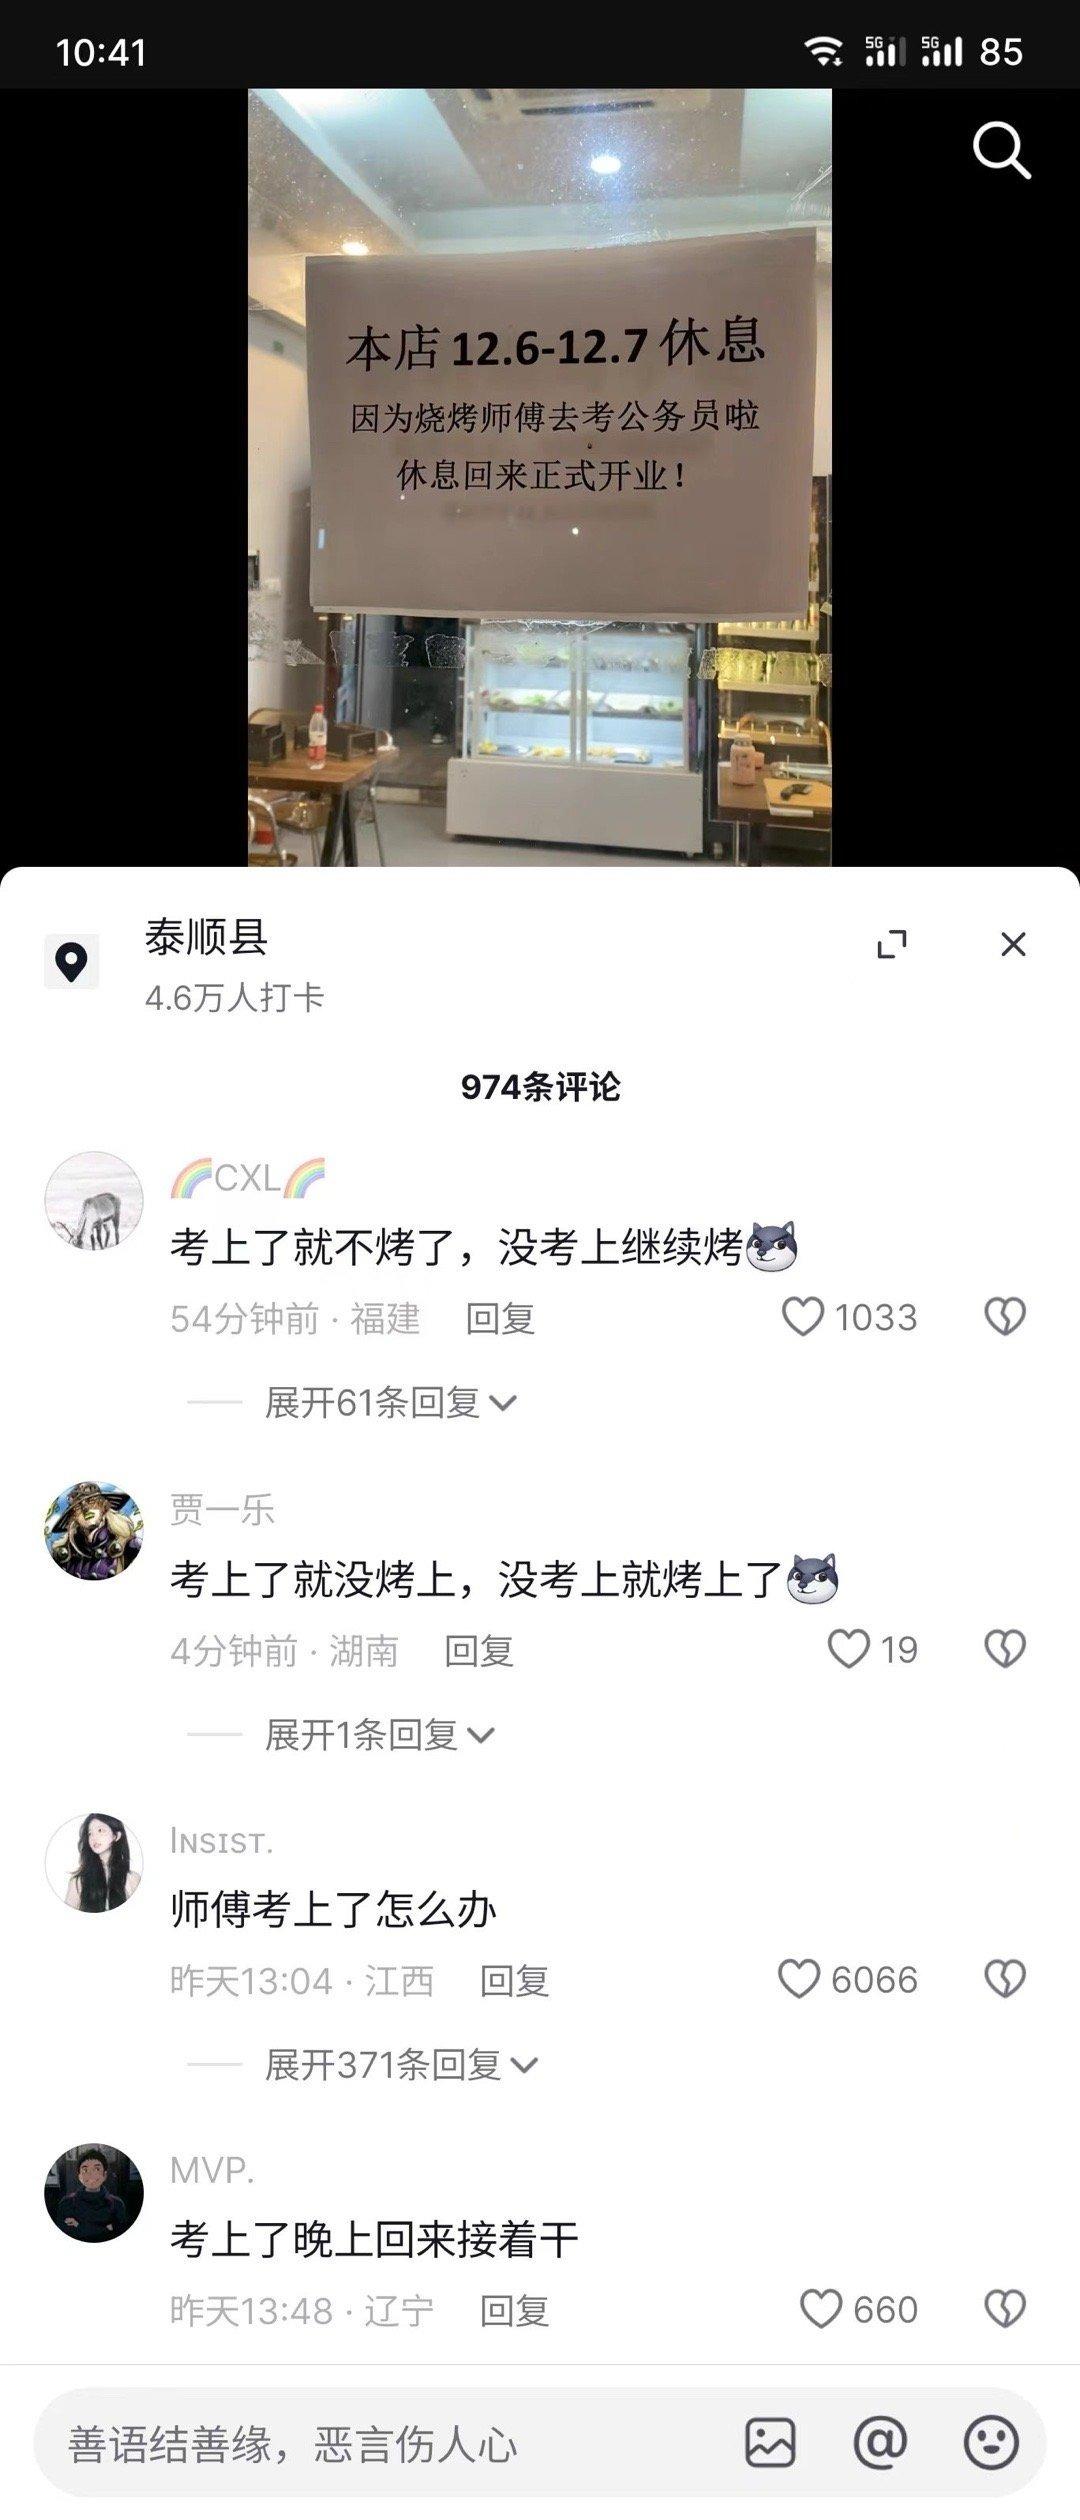 10:41
5G 5G 85
本店 12.6-12.7 休息
因为烧烤师傅去考公务员啦
休息回来正式开业！
泰顺县
4.6万人打卡
974条评论
🌈CXL🌈
考上了就不烤了，没考上继续烤
54分钟前 · 福建 回复 1033
展开61条回复
贾一乐
考上了就没烤上，没考上就烤上了
4分钟前 · 湖南 回复 19
展开1条回复
Iɴsɪsᴛ.
师傅考上了怎么办
昨天13:04 · 江西 回复 6066
展开371条回复
MVP.
考上了晚上回来接着干
昨天13:48 · 辽宁 回复 660
善语结善缘，恶言伤人心